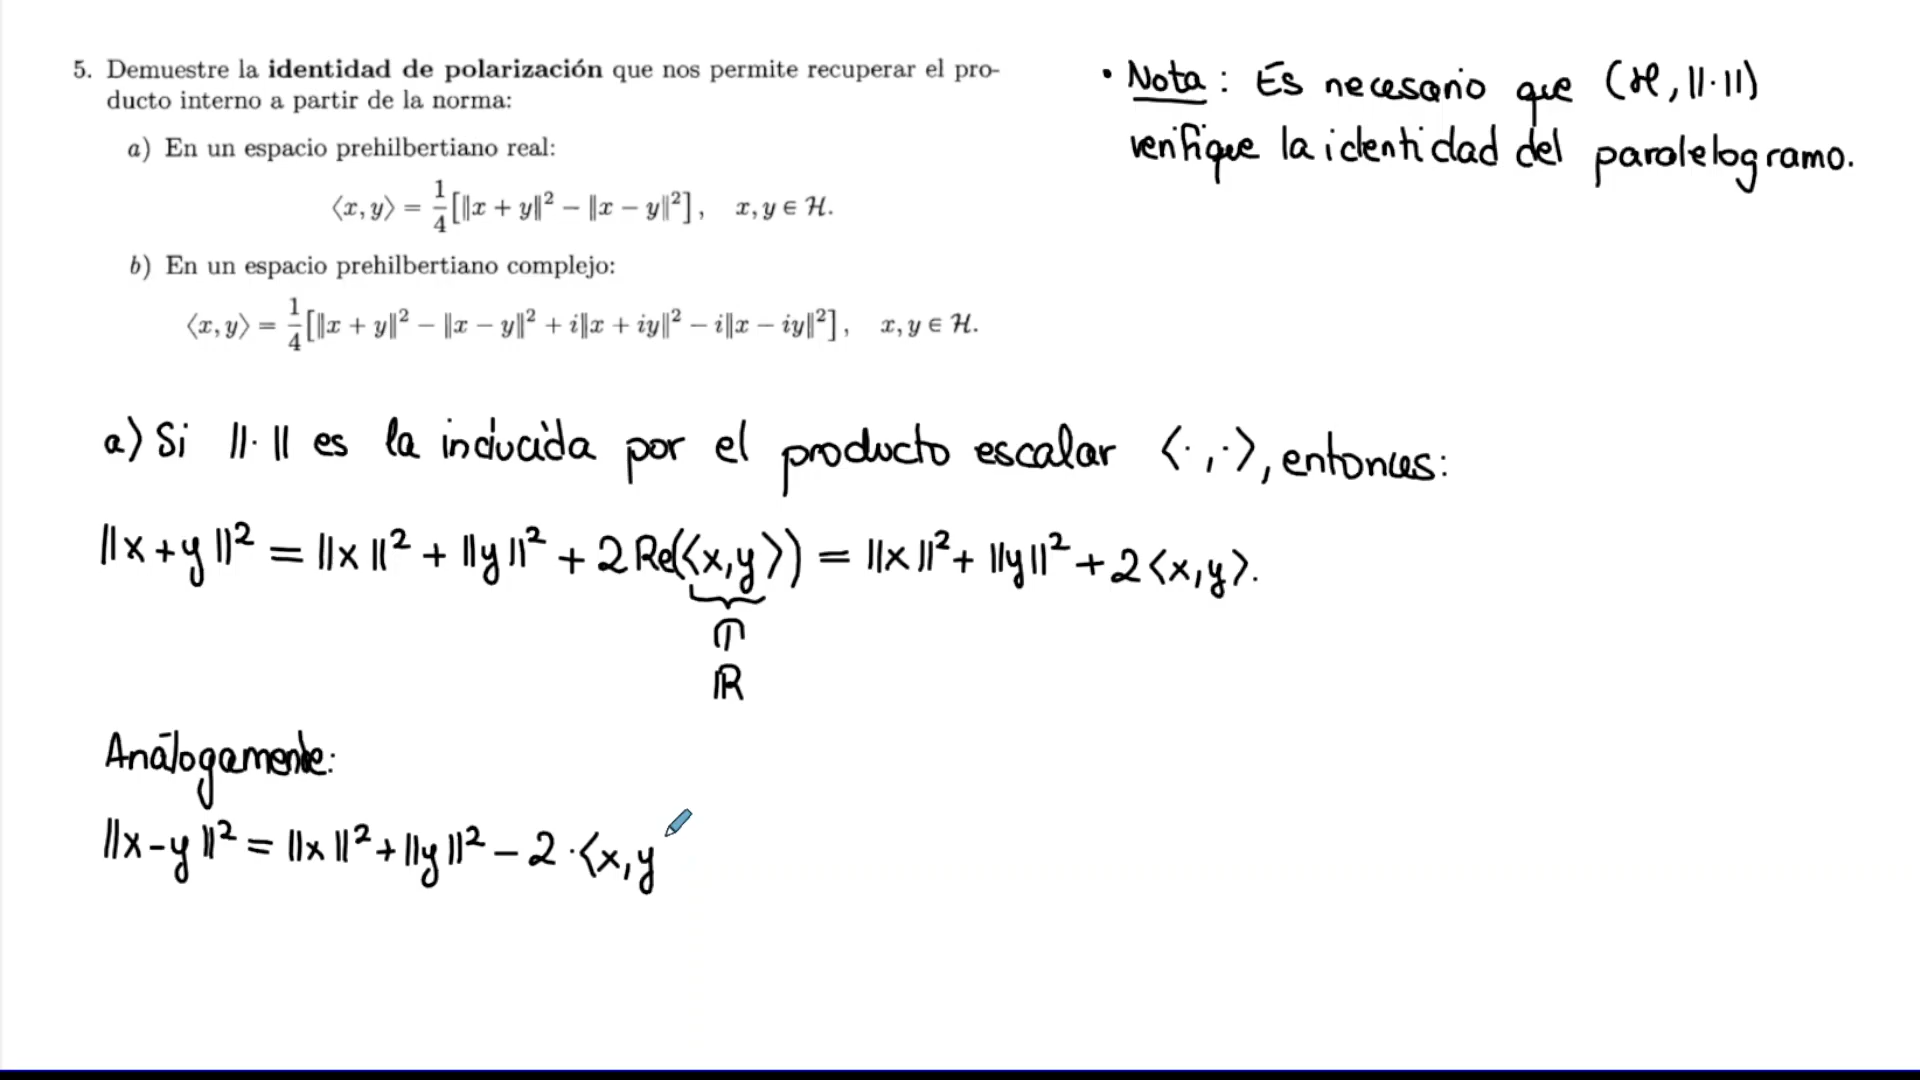 5. Demuestre la identidad de polarización que nos permite recuperar el pro-
ducto interno a partir de la norma:
a) En un espacio prehilbertiano real:
⟨x, y⟩ = 1/4 [‖x + y‖² − ‖x − y‖²], x, y ∈ ℋ.
b) En un espacio prehilbertiano complejo:
⟨x, y⟩ = 1/4 [‖x + y‖² − ‖x − y‖² + i‖x + iy‖² − i‖x − iy‖²], x, y ∈ ℋ.
• Nota: Es necesario que (ℋ, ‖·‖)
verifique la identidad del paralelogramo.
a) Si ‖·‖ es la inducida por el producto escalar ⟨·,·⟩, entonces:
‖x+y‖² = ‖x‖² + ‖y‖² + 2Re(⟨x,y⟩) = ‖x‖² + ‖y‖² + 2⟨x,y⟩.
∈
ℝ
Análogamente:
‖x-y‖² = ‖x‖² + ‖y‖² − 2·⟨x,y